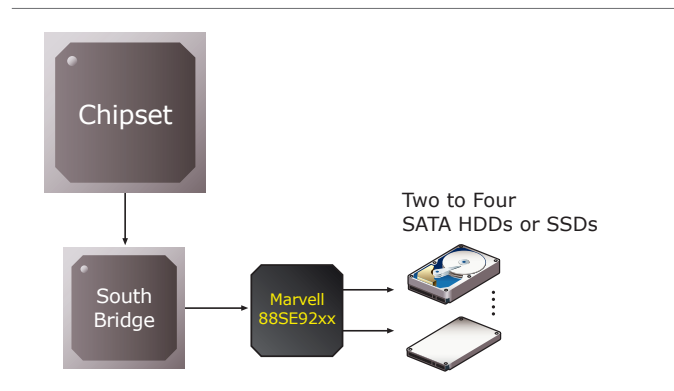 Chipset
Two to Four
SATA HDDs or SSDs
South
Bridge
Marvell
88SE92xx